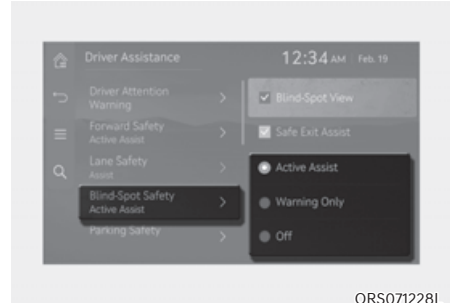 Driver Assistance
12:34 AM Feb. 19
Driver Attention
Warning
Forward Safety
Active Assist
Lane Safety
Assist
Blind-Spot Safety
Active Assist
Parking Safety
Blind-Spot View
Safe Exit Assist
Active Assist
Warning Only
Off
ORS071228L